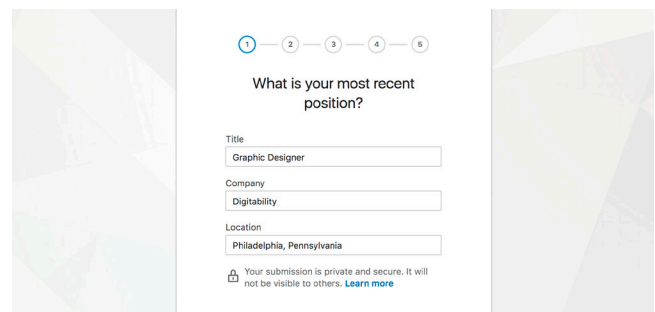 1 2 3 4 5
What is your most recent
position?
Title
Graphic Designer
Company
Digitability
Location
Philadelphia, Pennsylvania
Your submission is private and secure. It will
not be visible to others. Learn more